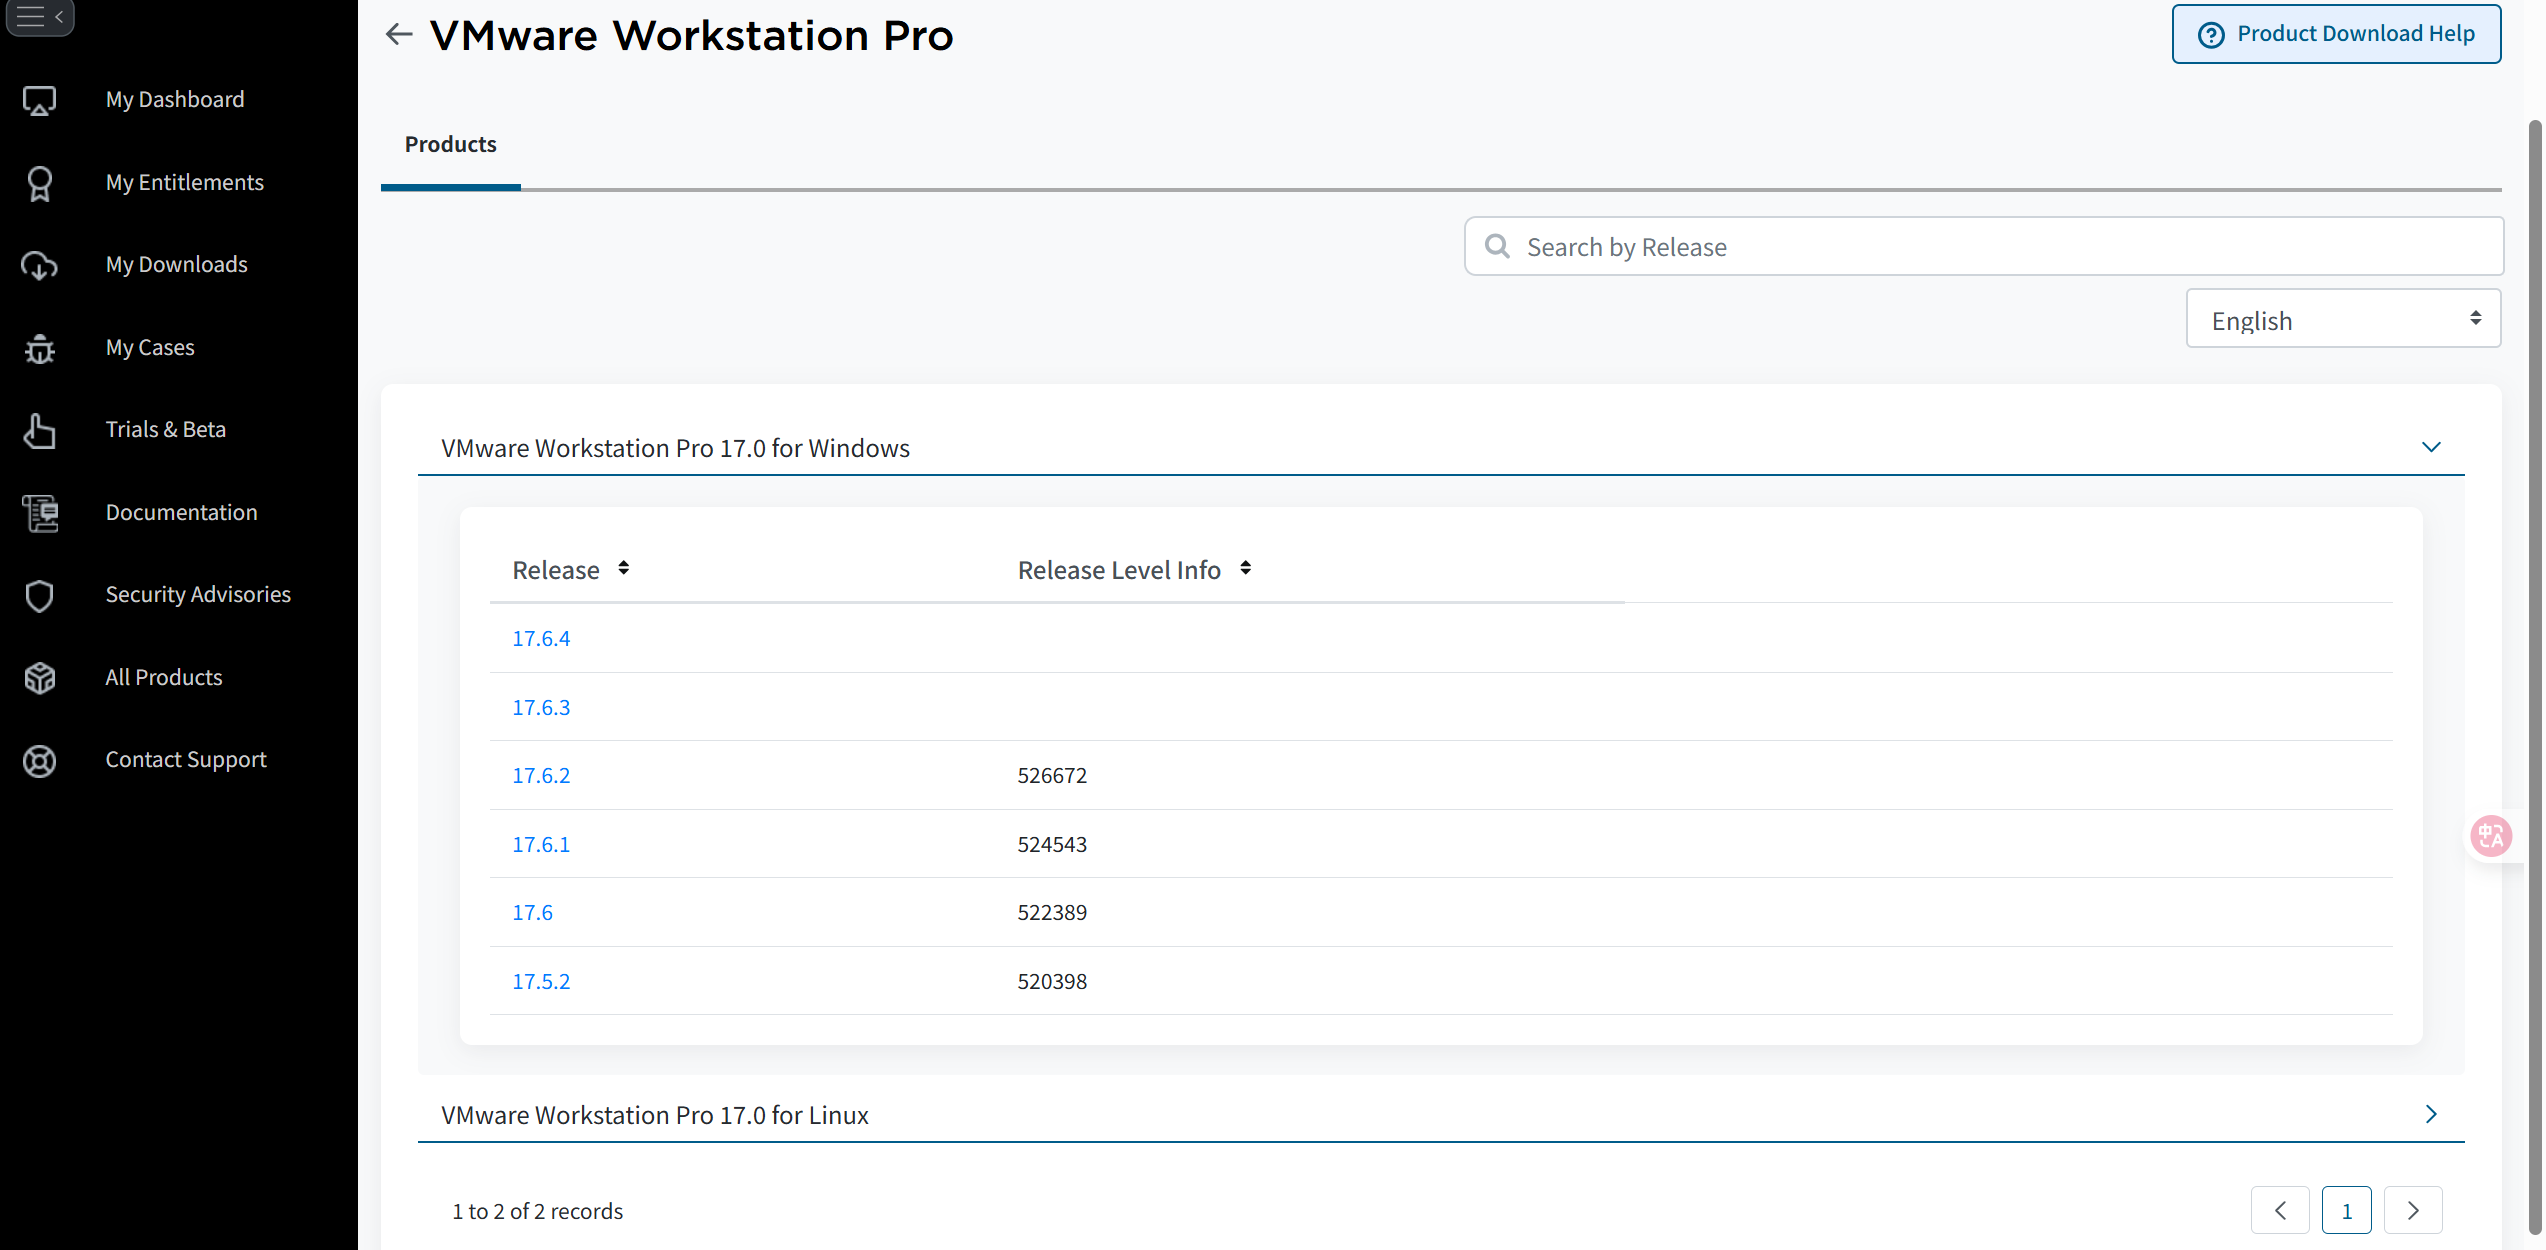 VMware Workstation Pro
Product Download Help
My Dashboard
My Entitlements
My Downloads
My Cases
Trials & Beta
Documentation
Security Advisories
All Products
Contact Support
Products
Search by Release
English
VMware Workstation Pro 17.0 for Windows
Release Release Level Info
17.6.4
17.6.3
17.6.2 526672
17.6.1 524543
17.6 522389
17.5.2 520398
中A
VMware Workstation Pro 17.0 for Linux
1 to 2 of 2 records
1